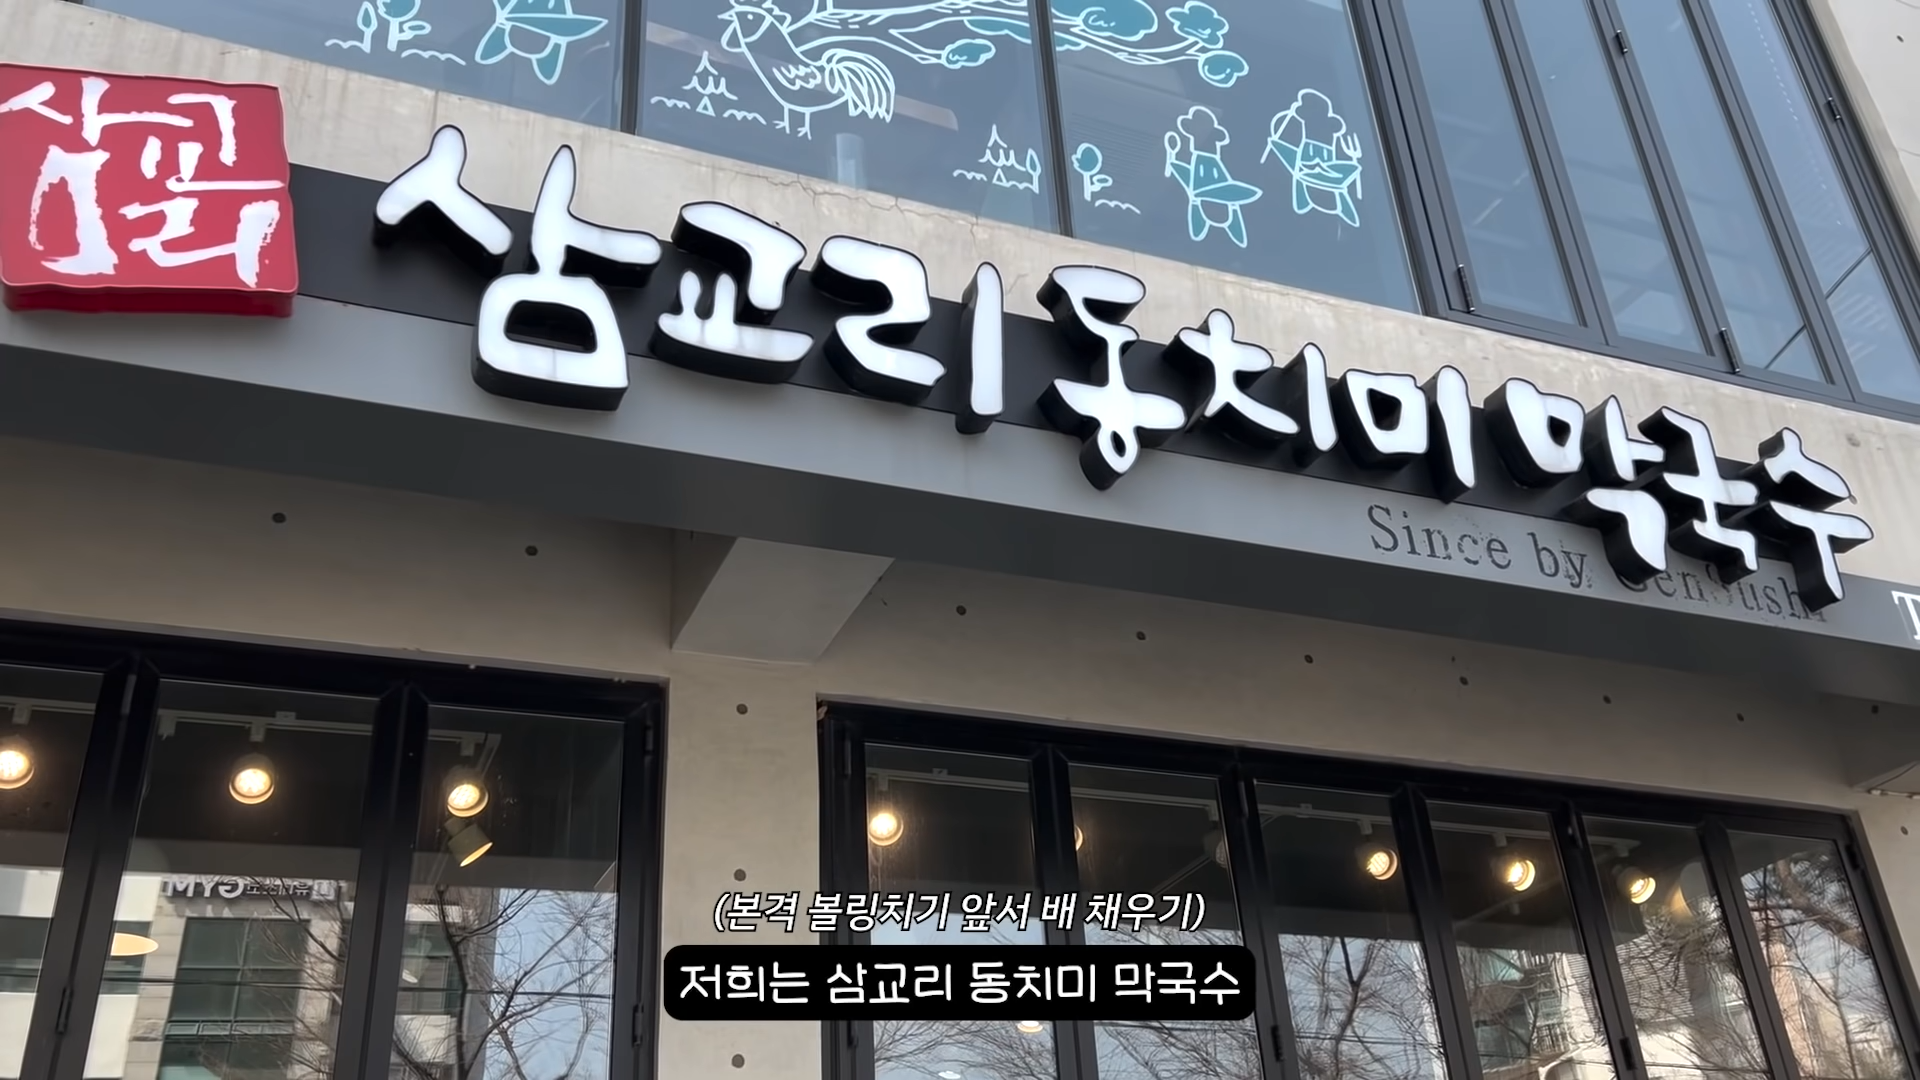 삼교리
삼교리 동치미 막국수
Since by GenSushi
MYG
(본격 볼링치기 앞서 배 채우기)
저희는 삼교리 동치미 막국수